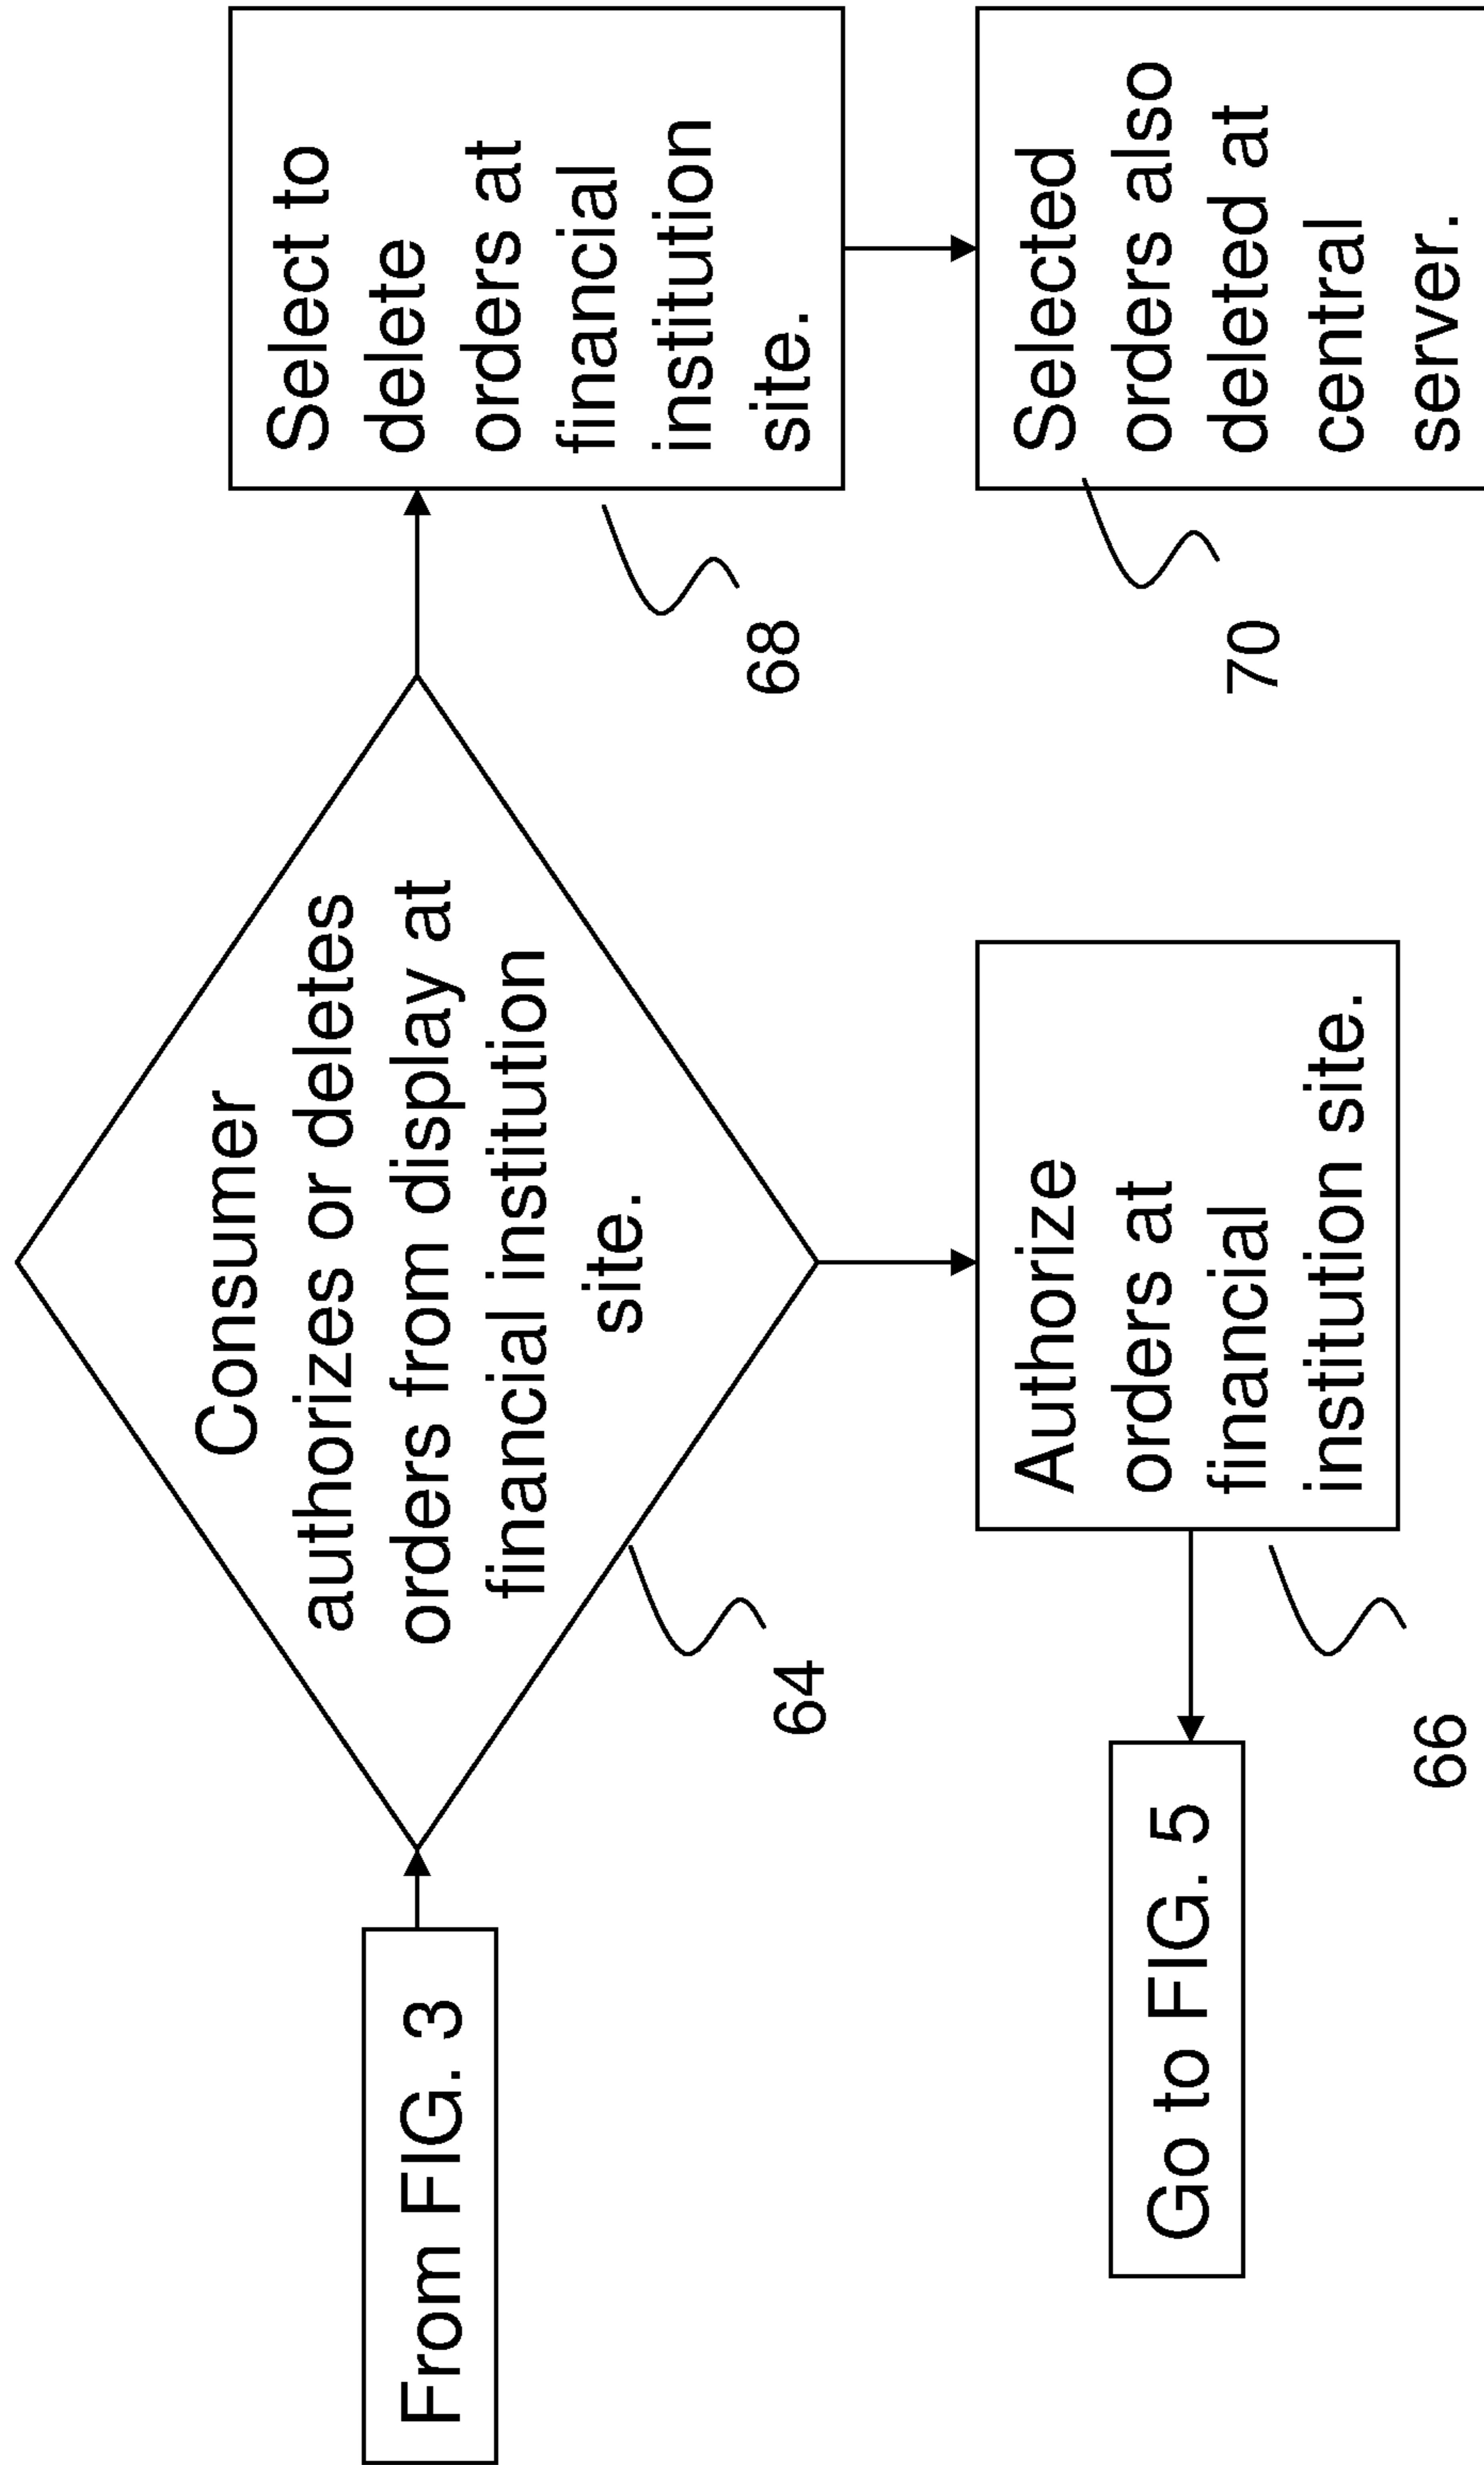 From FIG. 3
Consumer
authorizes or deletes
orders from display at
financial institution
site.
64
Select to
delete
orders at
financial
institution
site.
68
Go to FIG. 5
Authorize
orders at
financial
institution site.
66
Selected
orders also
deleted at
central
server.
70